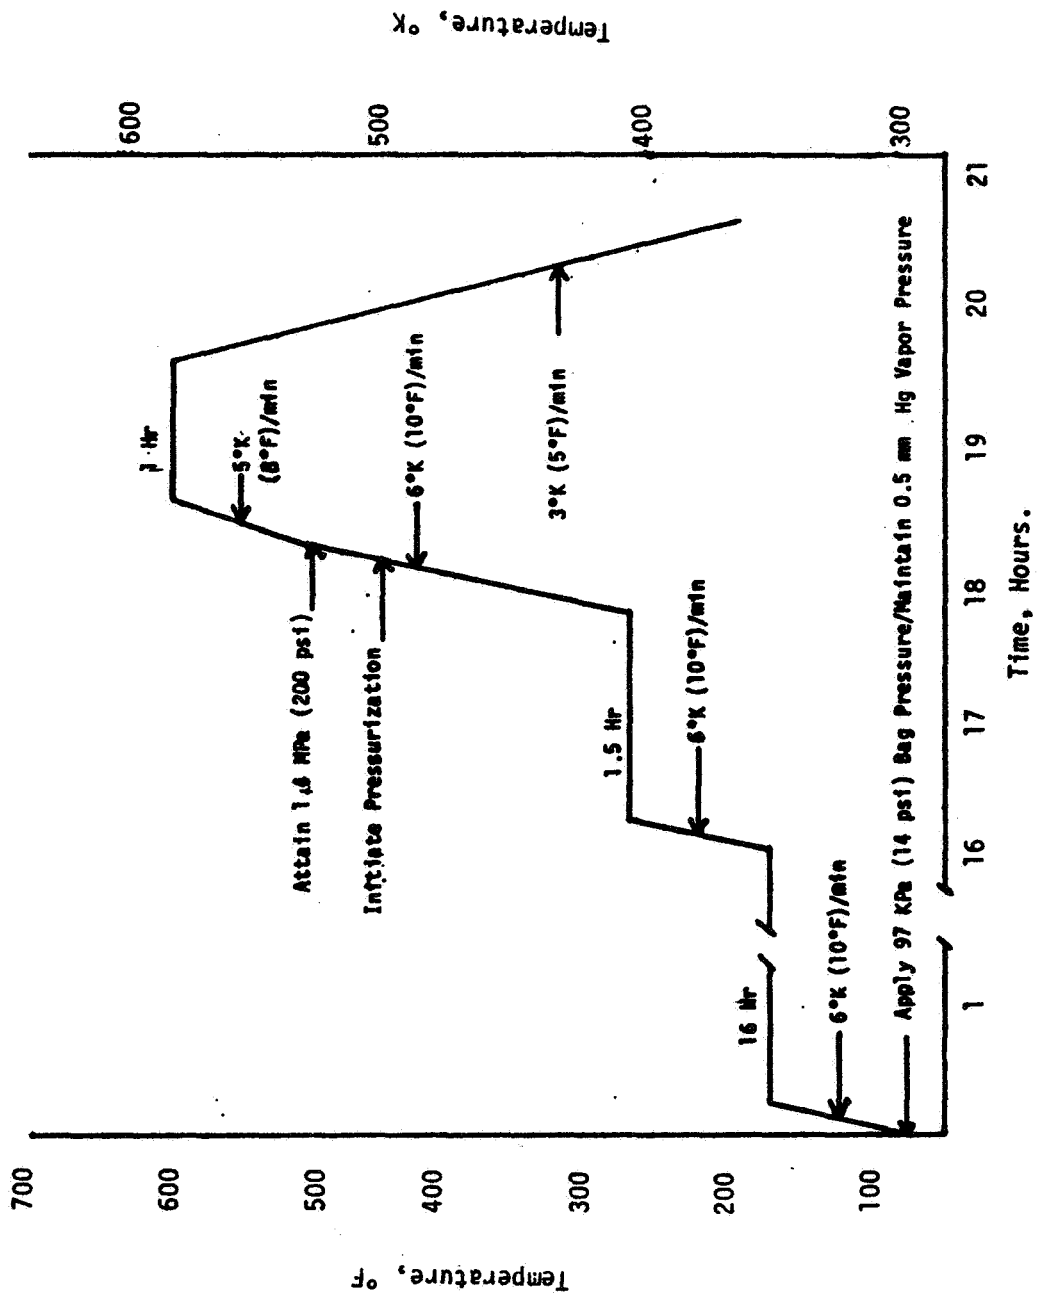 Temperature, °F
700
600
500
400
300
200
100
Temperature, °K
600
500
400
300
1 Hr
5°K
(8°F)/min
6°K (10°F)/min
3°K (5°F)/min
Attain 1.6 MPa (200 psi)
Initiate Pressurization
1.5 Hr
6°K (10°F)/min
16 Hr
6°K (10°F)/min
Apply 97 KPa (14 psi) Bag Pressure/Maintain 0.5 mm Hg Vapor Pressure
1
16
17
18
19
20
21
Time, Hours.